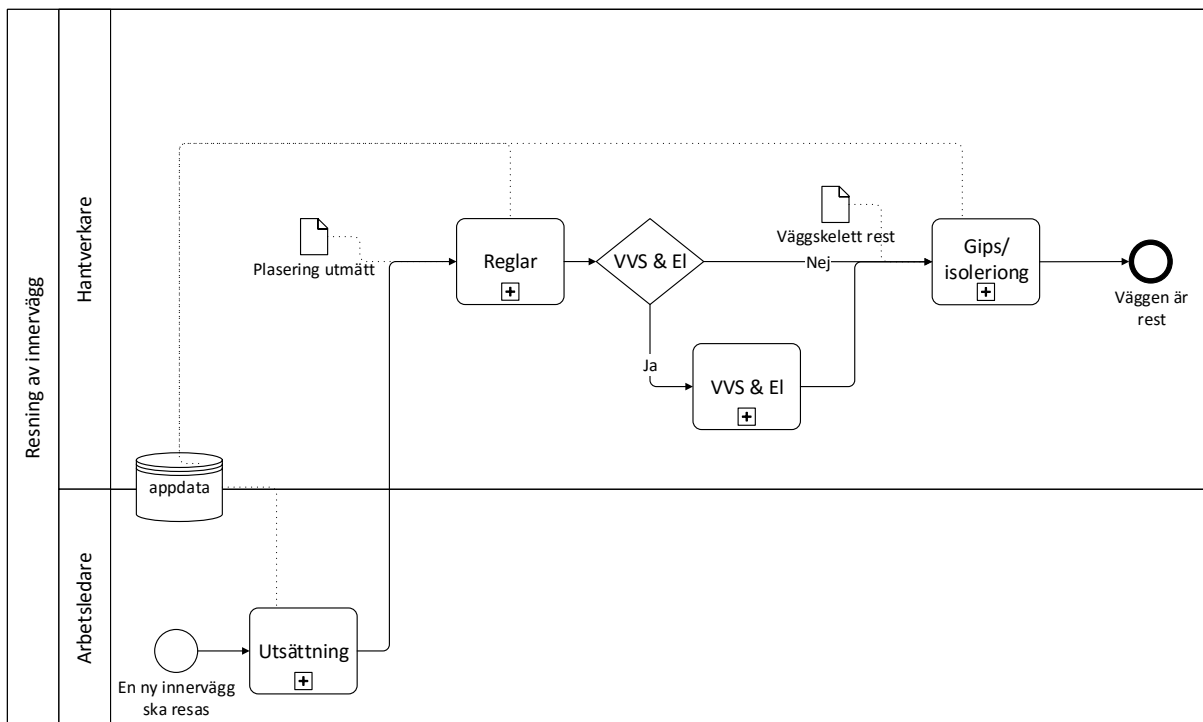 Resning av innervägg
Hantverkare
Plasering utmätt
Reglar
VVS & El
Nej
Ja
VVS & El
Väggskelett rest
Gips/
isoleriong
Väggen är
rest
appdata
Arbetsledare
En ny innervägg
ska resas
Utsättning